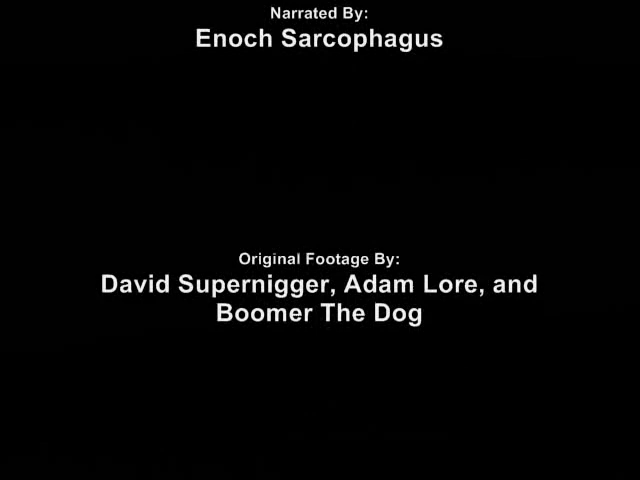 Narrated By:
Enoch Sarcophagus
Original Footage By:
David Supernigger, Adam Lore, and
Boomer The Dog